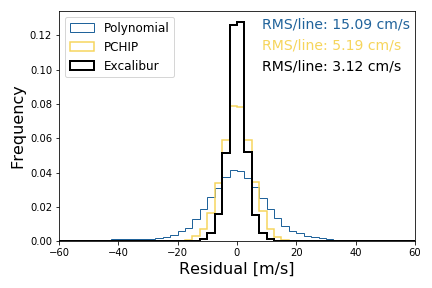 Polynomial
PCHIP
Excalibur
RMS/line: 15.09 cm/s
RMS/line: 5.19 cm/s
RMS/line: 3.12 cm/s
Frequency
0.12
0.10
0.08
0.06
0.04
0.02
0.00
−60 −40 −20 0 20 40 60
Residual [m/s]